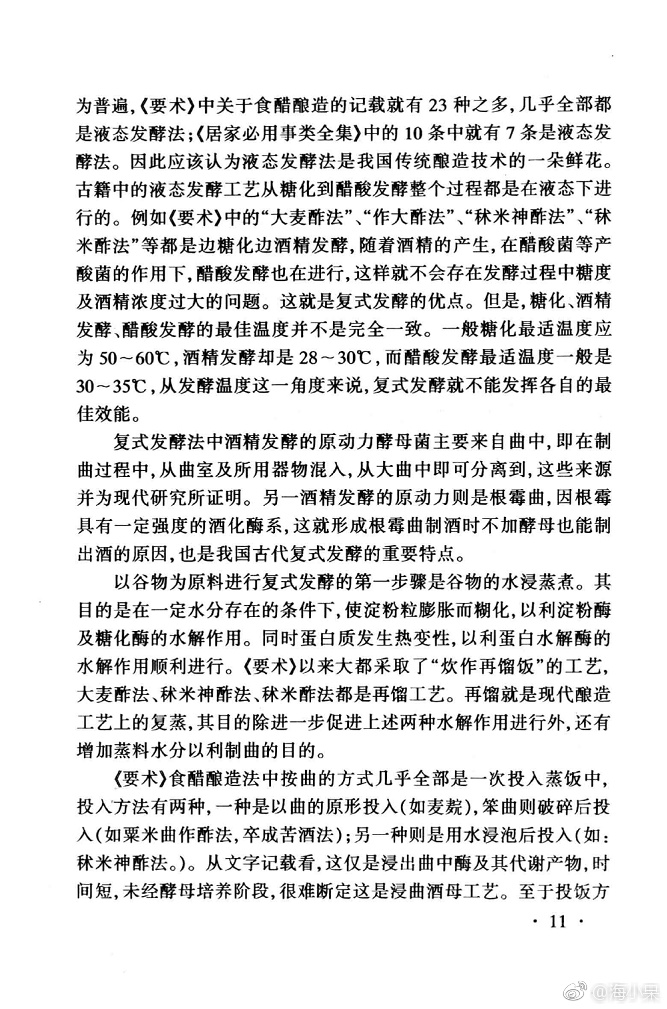 为普遍,《要术》中关于食醋酿造的记载就有 23 种之多,几乎全部都
是液态发酵法;《居家必用事类全集》中的 10 条中就有 7 条是液态发
酵法。因此应该认为液态发酵法是我国传统酿造技术的一朵鲜花。
古籍中的液态发酵工艺从糖化到醋酸发酵整个过程都是在液态下进
行的。例如《要术》中的“大麦酢法”、“作大酢法”、“秫米神酢法”、“秫
米酢法”等都是边糖化边酒精发酵,随着酒精的产生,在醋酸菌等产
酸菌的作用下,醋酸发酵也在进行,这样就不会存在发酵过程中糖度
及酒精浓度过大的问题。这就是复式发酵的优点。但是,糖化、酒精
发酵、醋酸发酵的最佳温度并不是完全一致。一般糖化最适温度应
为 50～60℃,酒精发酵却是 28～30℃,而醋酸发酵最适温度一般是
30～35℃,从发酵温度这一角度来说,复式发酵就不能发挥各自的最
佳效能。
复式发酵法中酒精发酵的原动力酵母菌主要来自曲中,即在制
曲过程中,从曲室及所用器物混入,从大曲中即可分离到,这些来源
并为现代研究所证明。另一酒精发酵的原动力则是根霉曲,因根霉
具有一定强度的酒化酶系,这就形成根霉曲制酒时不加酵母也能制
出酒的原因,也是我国古代复式发酵的重要特点。
以谷物为原料进行复式发酵的第一步骤是谷物的水浸蒸煮。其
目的是在一定水分存在的条件下,使淀粉粒膨胀而糊化,以利淀粉酶
及糖化酶的水解作用。同时蛋白质发生热变性,以利蛋白水解酶的
水解作用顺利进行。《要术》以来大都采取了“炊作再馏饭”的工艺,
大麦酢法、秫米神酢法、秫米酢法都是再馏工艺。再馏就是现代酿造
工艺上的复蒸,其目的除进一步促进上述两种水解作用进行外,还有
增加蒸料水分以利制曲的目的。
《要术》食醋酿造法中按曲的方式几乎全部是一次投入蒸饭中,
投入方法有两种,一种是以曲的原形投入(如麦䴷),笨曲则破碎后投
入(如粟米曲作酢法,卒成苦酒法);另一种则是用水浸泡后投入(如:
秫米神酢法。)。从文字记载看,这仅是浸出曲中酶及其代谢产物,时
间短,未经酵母培养阶段,很难断定这是浸曲酒母工艺。至于投饭方
· 11 ·
@海小呆